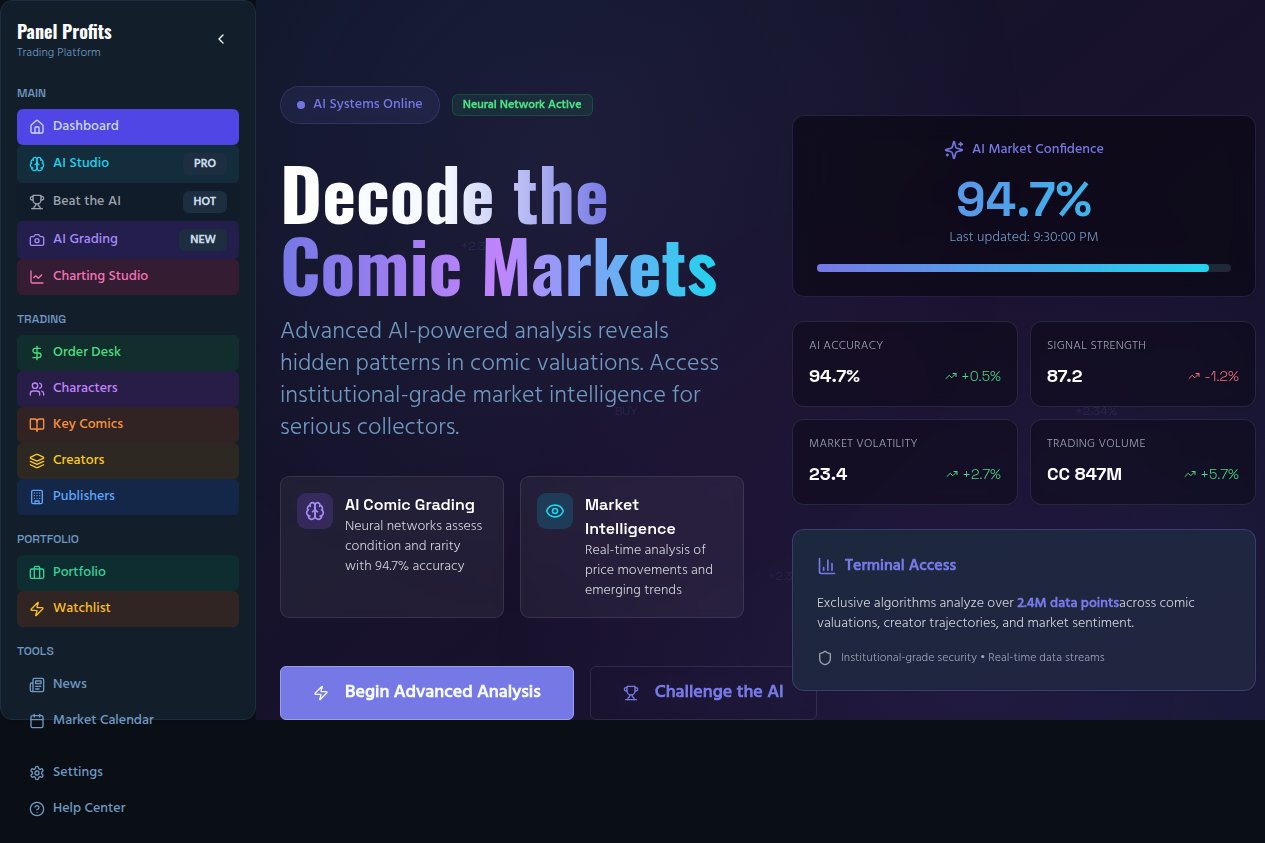 Panel Profits
Trading Platform
MAIN
Dashboard
AI Studio
PRO
Beat the AI
HOT
AI Grading
NEW
Charting Studio
TRADING
Order Desk
Characters
Key Comics
Creators
Publishers
PORTFOLIO
Portfolio
Watchlist
TOOLS
News
Market Calendar
Settings
Help Center
AI Systems Online
Neural Network Active
Decode the
Comic Markets
Advanced AI-powered analysis reveals
hidden patterns in comic valuations. Access
institutional-grade market intelligence for
serious collectors.
BUY
AI Comic Grading
Neural networks assess
condition and rarity
with 94.7% accuracy
Market
Intelligence
Real-time analysis of
price movements and
emerging trends
Begin Advanced Analysis
Challenge the AI
AI Market Confidence
94.7%
Last updated: 9:30:00 PM
AI ACCURACY
94.7%
+0.5%
SIGNAL STRENGTH
87.2
-1.2%
+2.34%
MARKET VOLATILITY
23.4
+2.7%
TRADING VOLUME
CC 847M
+5.7%
Terminal Access
Exclusive algorithms analyze over 2.4M data pointsacross comic
valuations, creator trajectories, and market sentiment.
Institutional-grade security • Real-time data streams